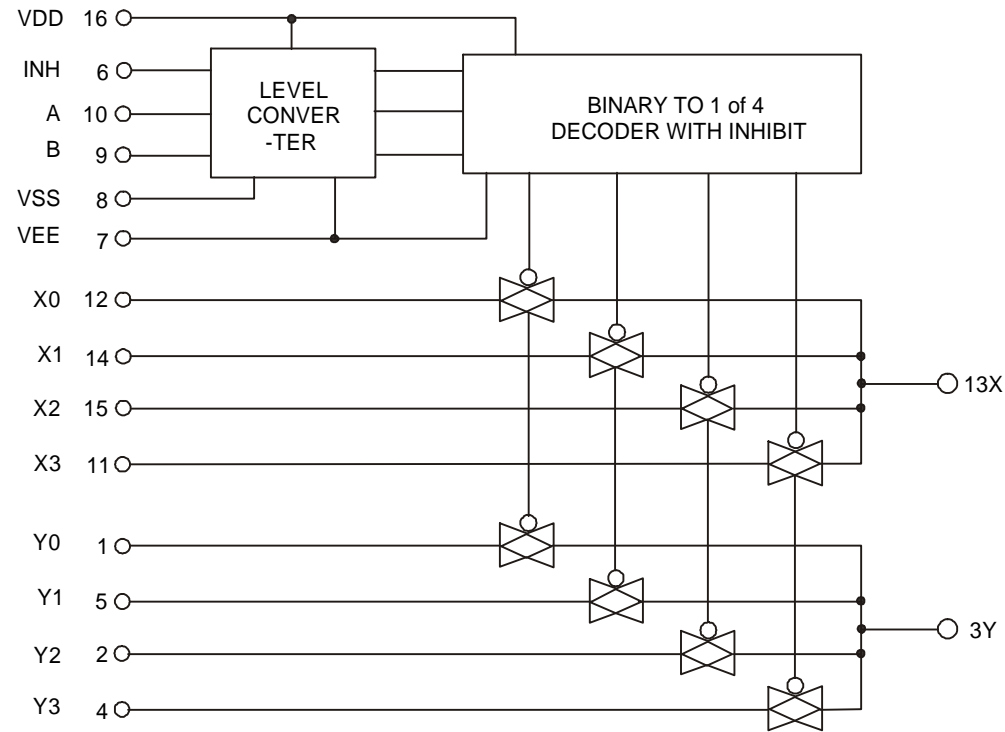 VDD 16
INH 6
A 10
B 9
VSS 8
VEE 7
LEVEL
CONVER
-TER
BINARY TO 1 of 4
DECODER WITH INHIBIT
X0 12
X1 14
X2 15
X3 11
13X
Y0 1
Y1 5
Y2 2
Y3 4
3Y